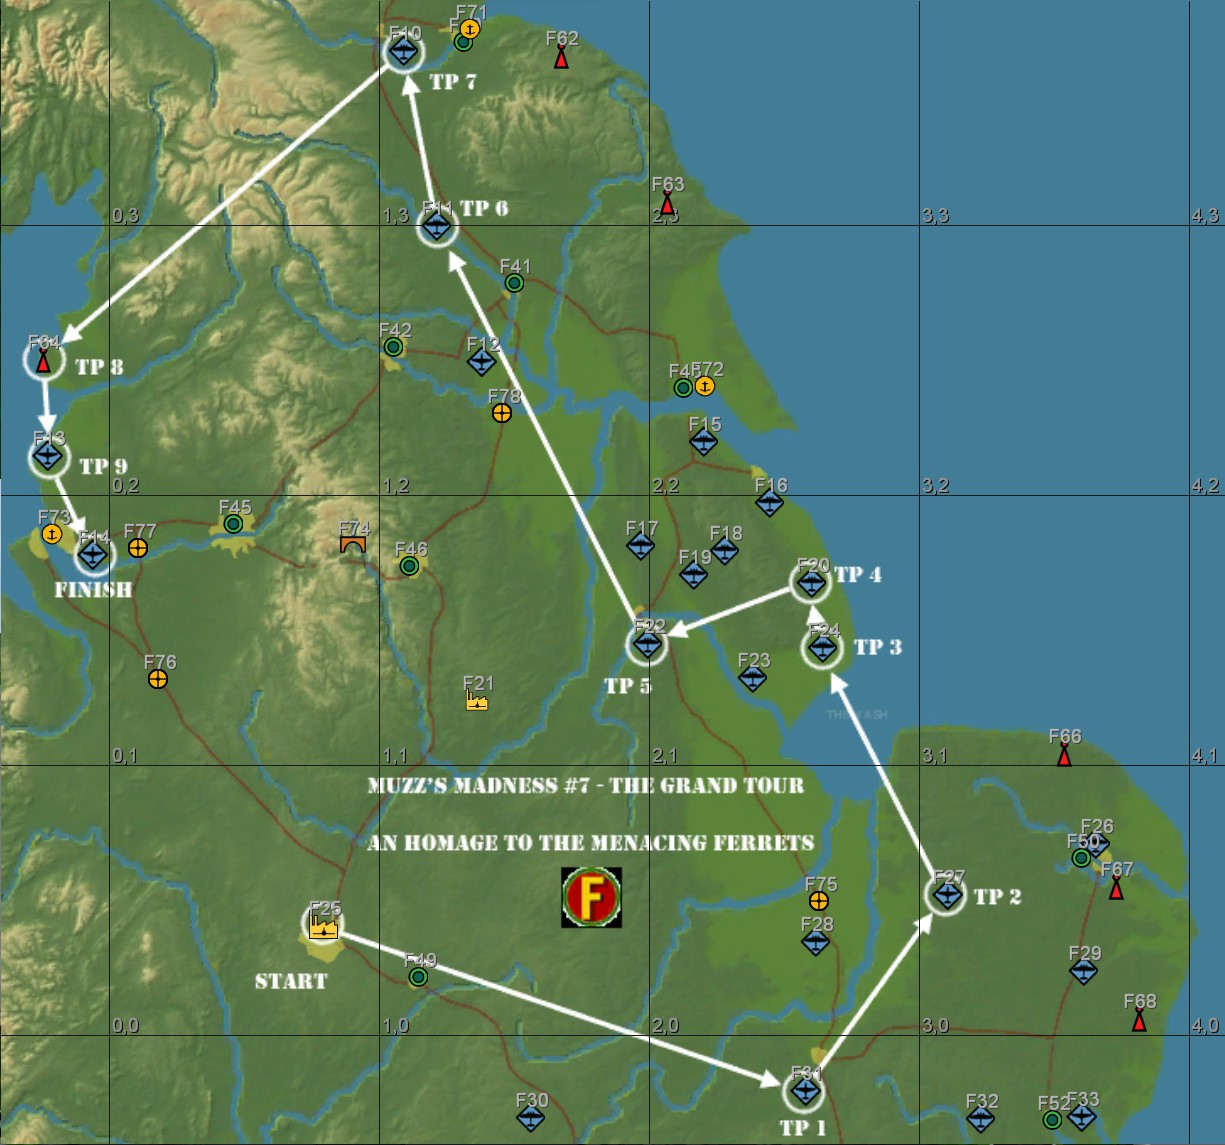 F71
F10
F62
TP 7
F63
F11
TP 6
0,3
1,3
2,3
3,3
4,3
F41
F64
TP 8
F42
F12
F72
F78
F13
TP 9
F15
0,2
1,2
2,2
3,2
4,2
F16
F73
F14
F77
F45
F74
F46
F17
F18
F19
F20
TP 4
FINISH
F22
F24
TP 3
F76
F21
TP 5
F23
THE WASH
F66
0,1
1,1
2,1
3,1
4,1
MUZZ'S MADNESS #7 - THE GRAND TOUR
AN HOMAGE TO THE MENACING FERRETS
F26
F50
F67
F
F75
F27
TP 2
F25
F28
START
F49
F29
F68
0,0
1,0
2,0
3,0
4,0
F31
F30
TP 1
F32
F52
F33